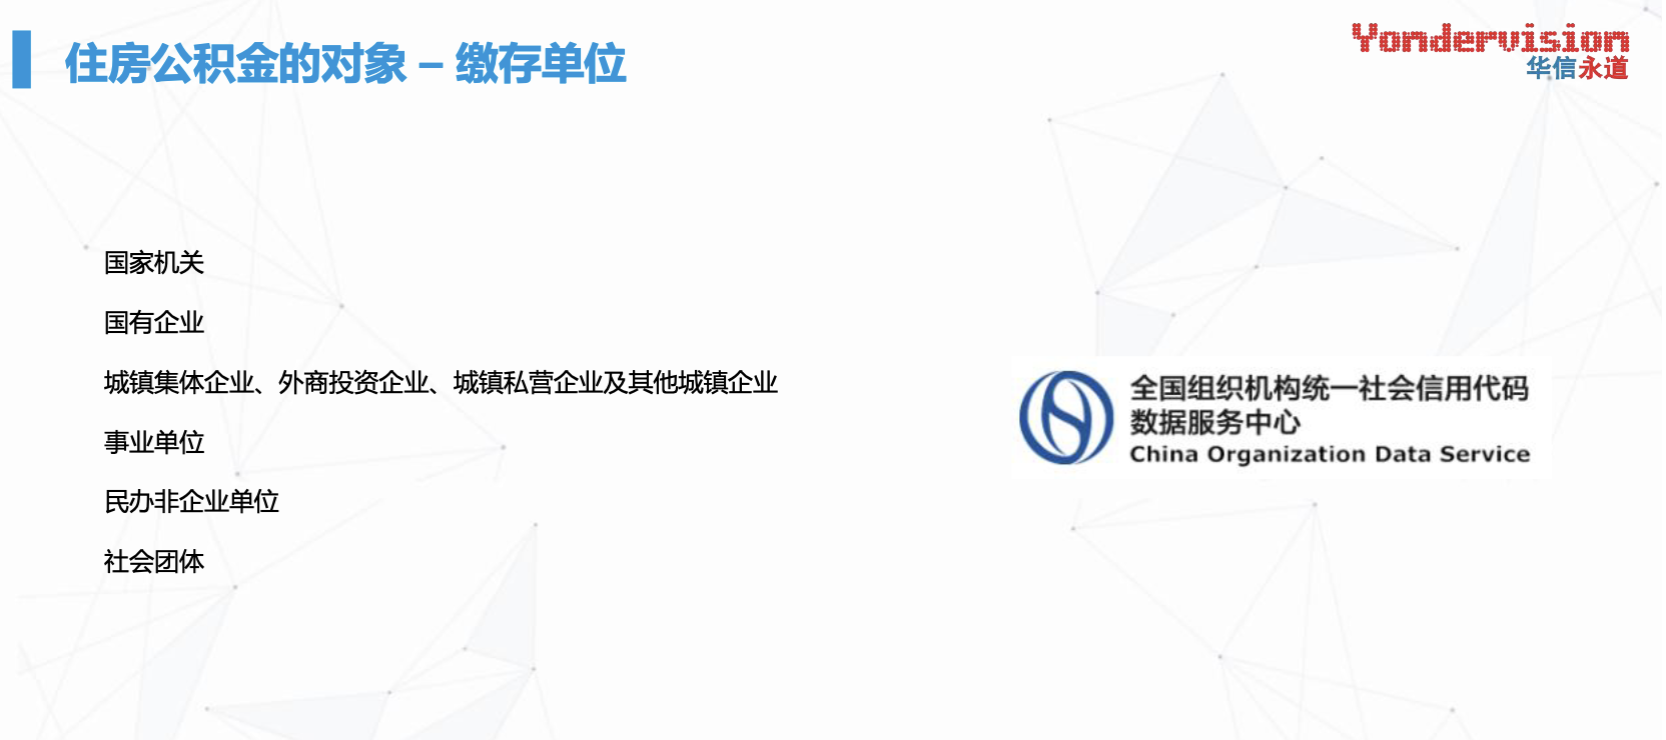 住房公积金的对象 – 缴存单位
Yondervision
华信永道
国家机关
国有企业
城镇集体企业、外商投资企业、城镇私营企业及其他城镇企业
事业单位
民办非企业单位
社会团体
全国组织机构统一社会信用代码
数据服务中心
China Organization Data Service